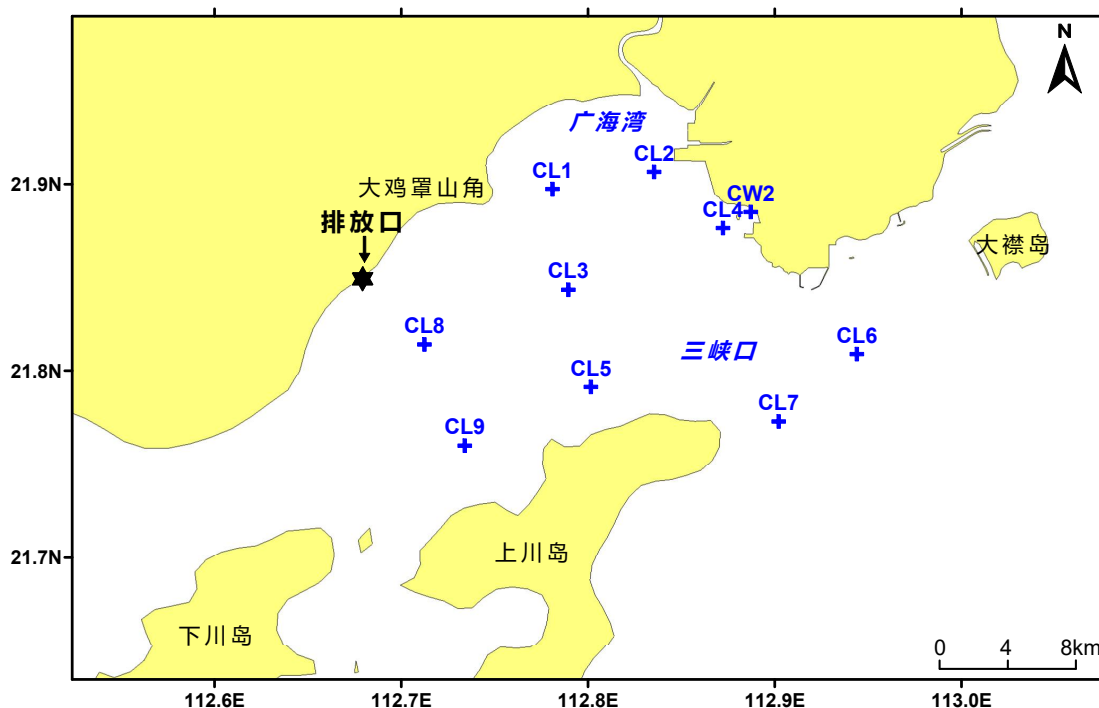 N
广海湾
CL2
CL1
21.9N
大鸡罩山角
CW2
CL4
排放口
大襟岛
CL3
CL8
三峡口
CL6
21.8N
CL5
CL7
CL9
21.7N
上川岛
下川岛
0 4 8km
112.6E 112.7E 112.8E 112.9E 113.0E